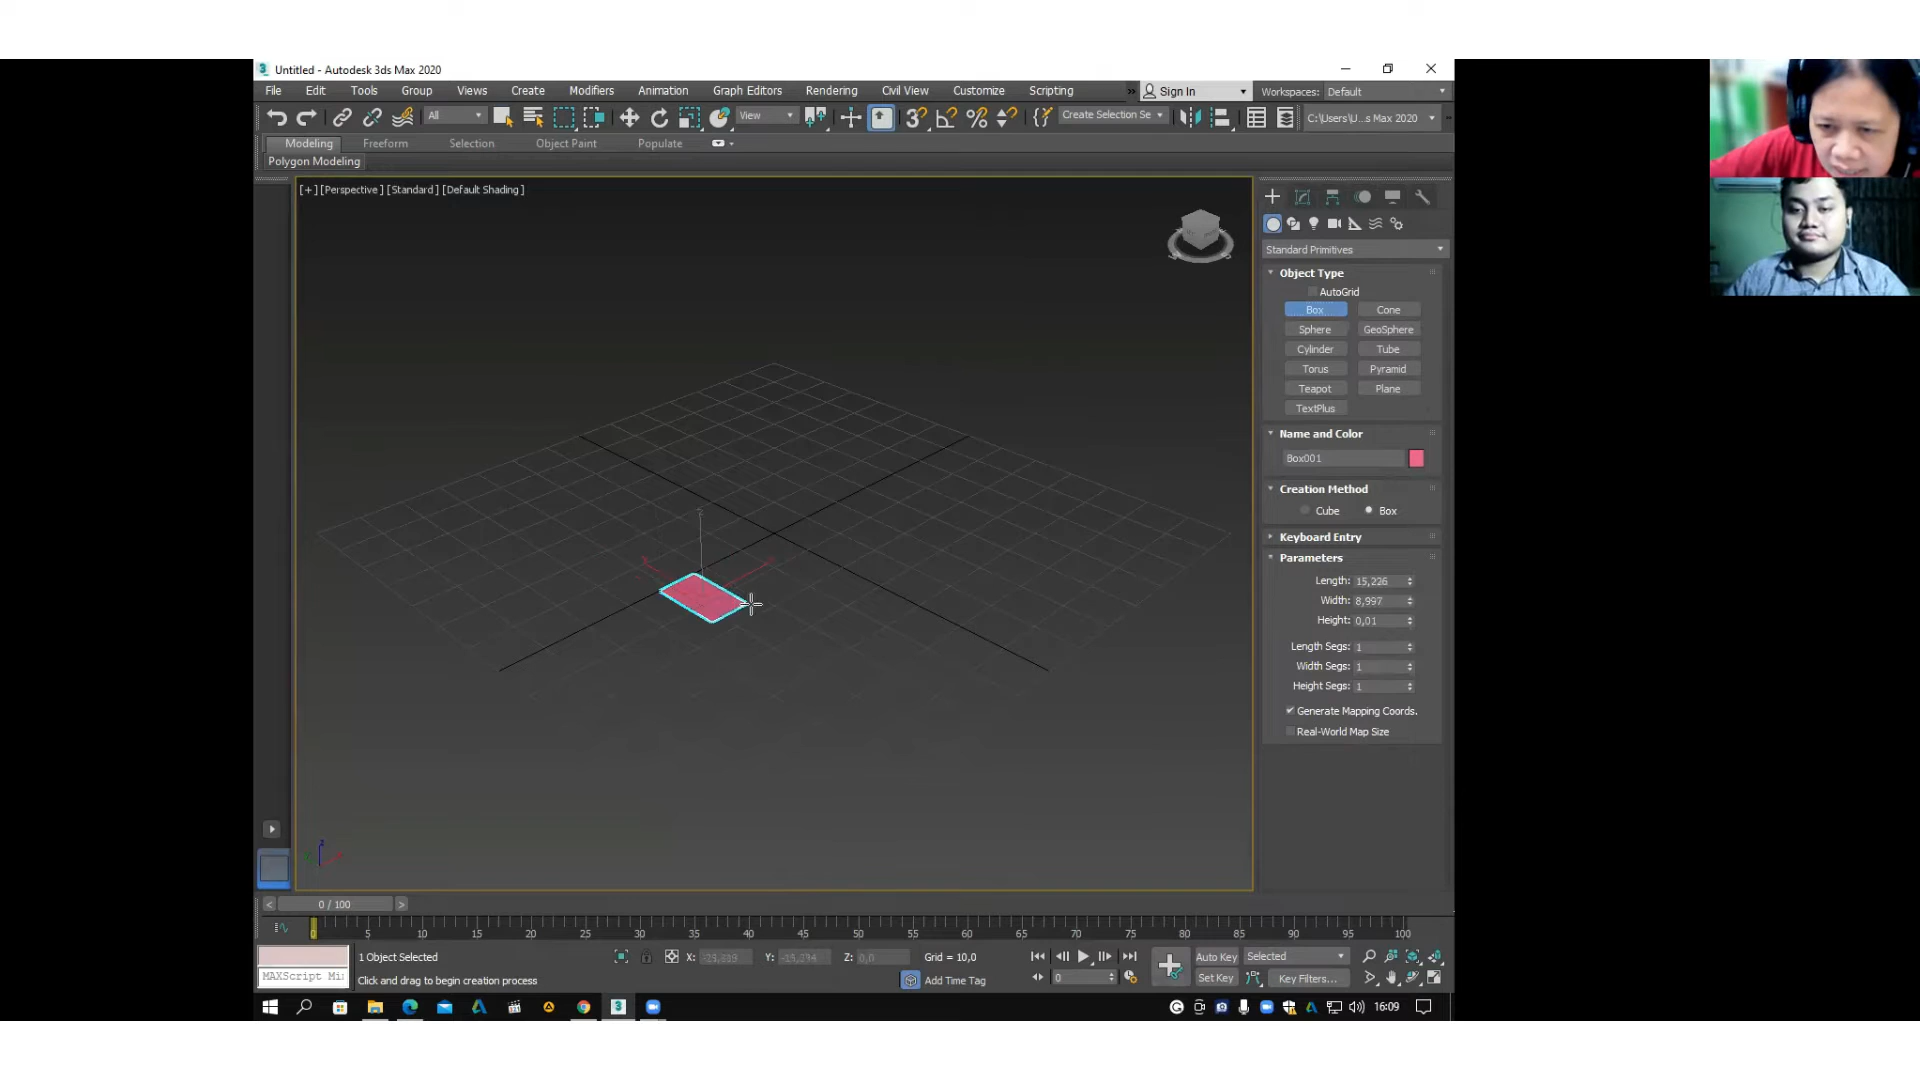 Untitled - Autodesk 3ds Max 2020
File Edit Tools Group Views Create Modifiers Animation Graph Editors Rendering Civil View Customize Scripting » Sign In Workspaces: Default
All View Create Selection Se C:\Users\U...s Max 2020
Modeling Freeform Selection Object Paint Populate
Polygon Modeling
[+] [Perspective] [Standard] [Default Shading]
Standard Primitives
Object Type
AutoGrid
Box Cone
Sphere GeoSphere
Cylinder Tube
Torus Pyramid
Teapot Plane
TextPlus
Name and Color
Box001
Creation Method
Cube Box
Keyboard Entry
Parameters
Length: 15,226
Width: 8,997
Height: 0,01
Length Segs: 1
Width Segs: 1
Height Segs: 1
Generate Mapping Coords.
Real-World Map Size
< 0 / 100 >
0 5 10 15 20 25 30 35 40 45 50 55 60 65 70 75 80 85 90 95 100
1 Object Selected X: Y: Z: 0,0 Grid = 10,0 Auto Key Selected
MAXScript Mi Click and drag to begin creation process Add Time Tag 0 Set Key Key Filters...
16:09